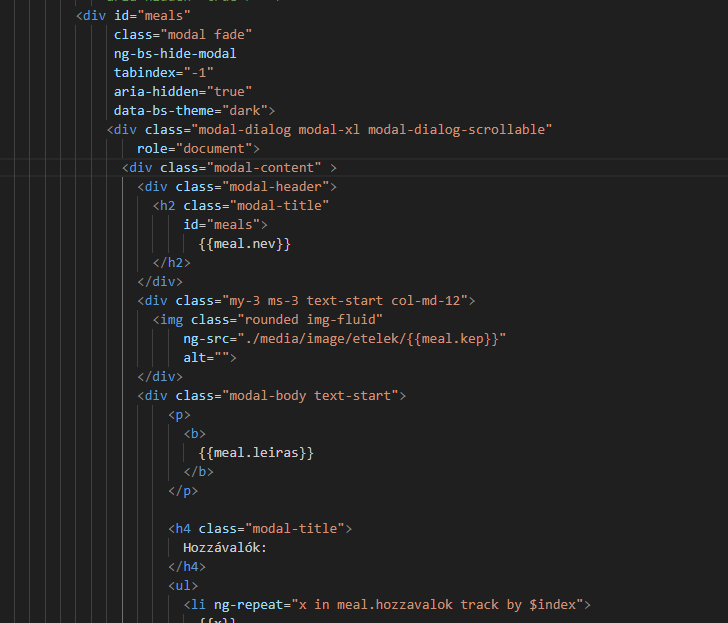 <div id="meals"
class="modal fade"
ng-bs-hide-modal
tabindex="-1"
aria-hidden="true"
data-bs-theme="dark">
<div class="modal-dialog modal-xl modal-dialog-scrollable"
role="document">
<div class="modal-content" >
<div class="modal-header">
<h2 class="modal-title"
id="meals">
{{meal.nev}}
</h2>
</div>
<div class="my-3 ms-3 text-start col-md-12">
<img class="rounded img-fluid"
ng-src="./media/image/etelek/{{meal.kep}}"
alt="">
</div>
<div class="modal-body text-start">
<p>
<b>
{{meal.leiras}}
</b>
</p>
<h4 class="modal-title">
Hozzávalók:
</h4>
<ul>
<li ng-repeat="x in meal.hozzavalok track by $index">
{{x}}